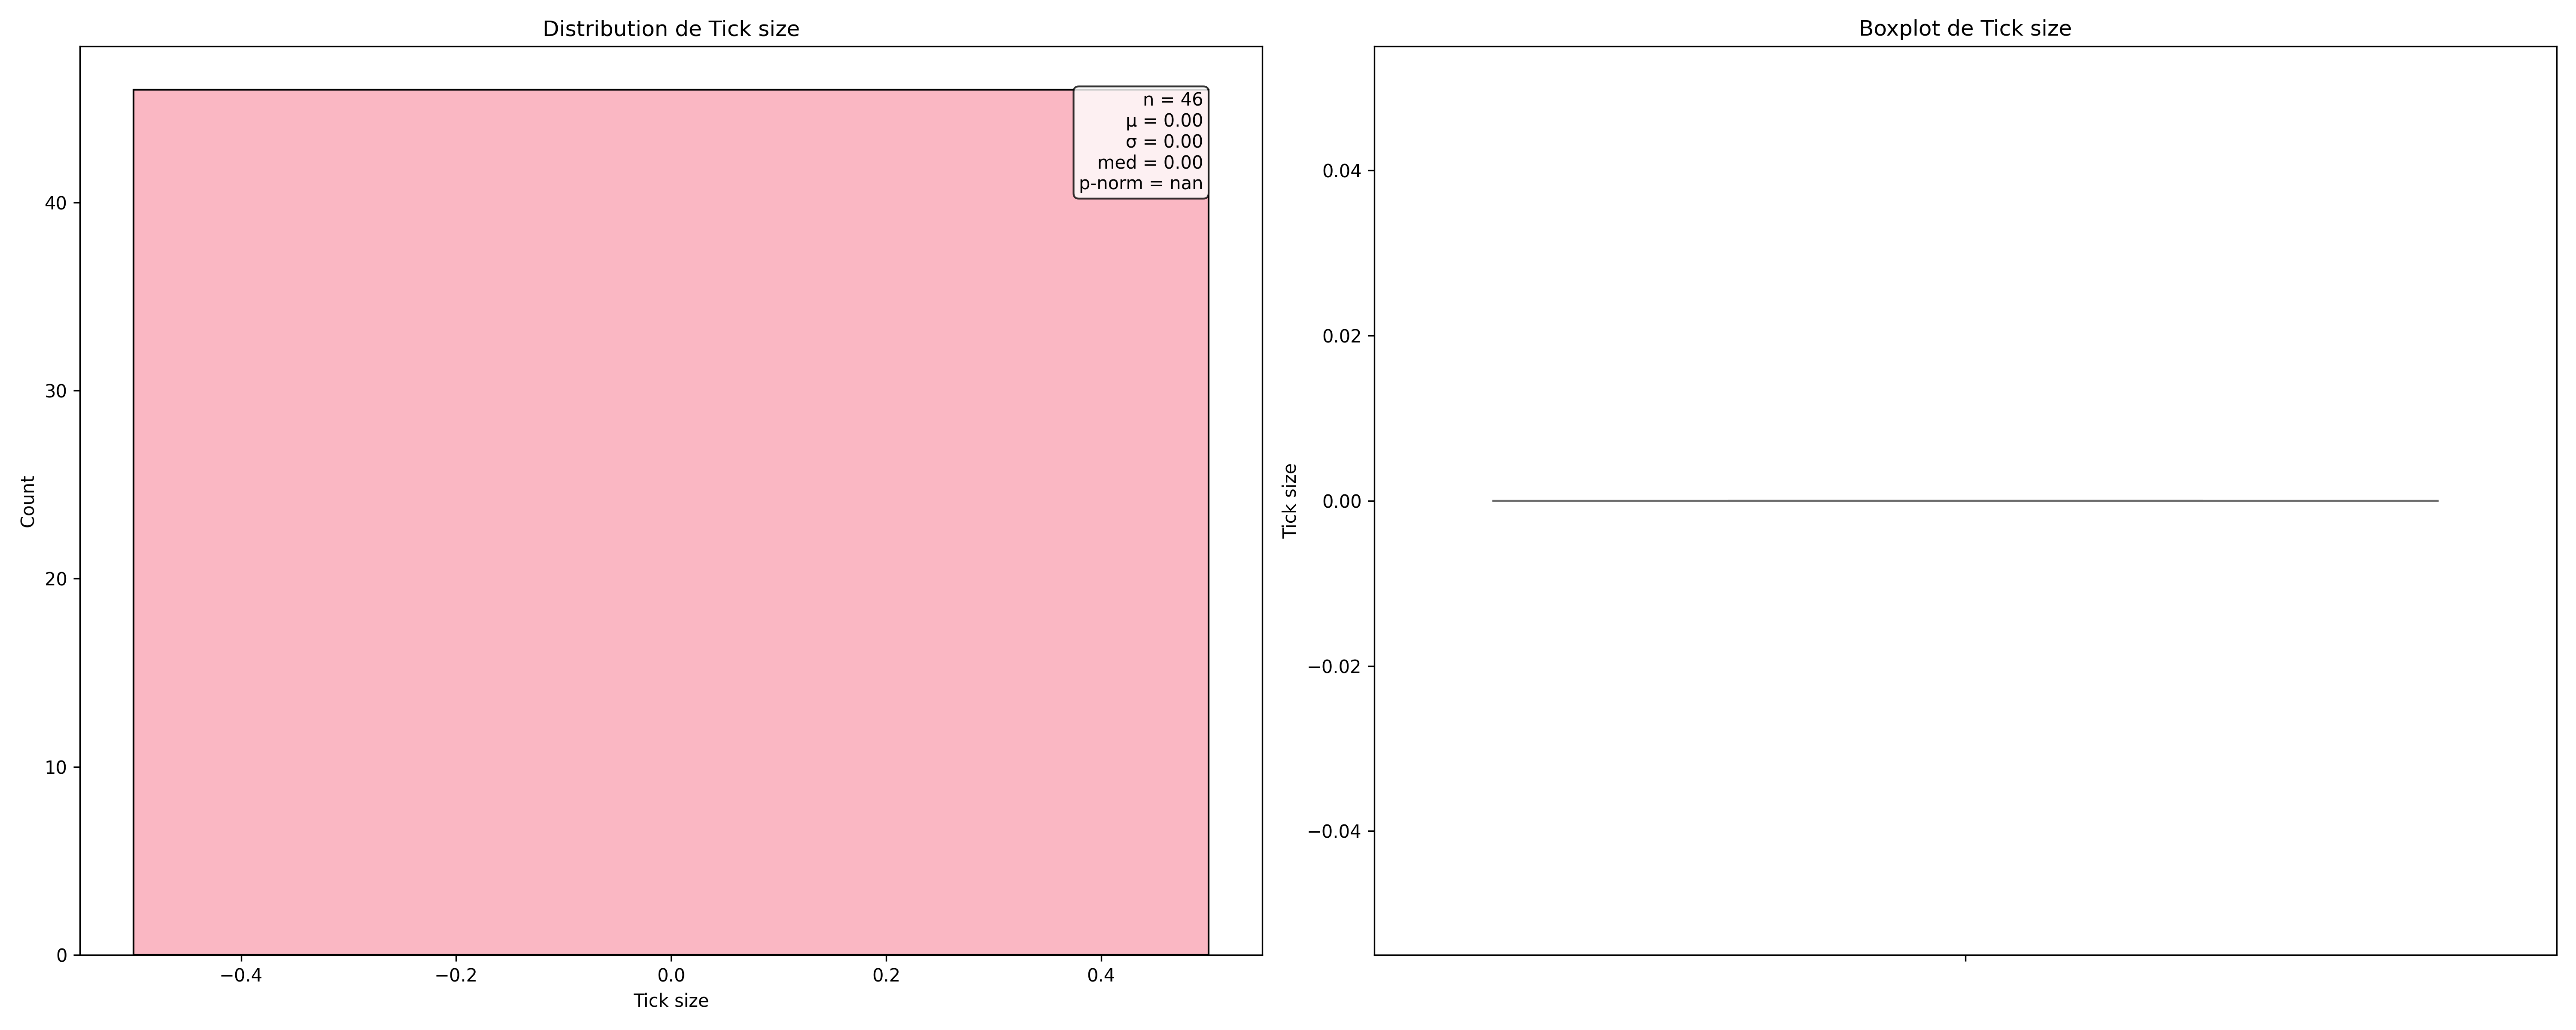 Distribution de Tick size
n = 46
μ = 0.00
σ = 0.00
med = 0.00
p-norm = nan
Count
40
30
20
10
0
−0.4
−0.2
0.0
0.2
0.4
Tick size
Boxplot de Tick size
Tick size
0.04
0.02
0.00
−0.02
−0.04